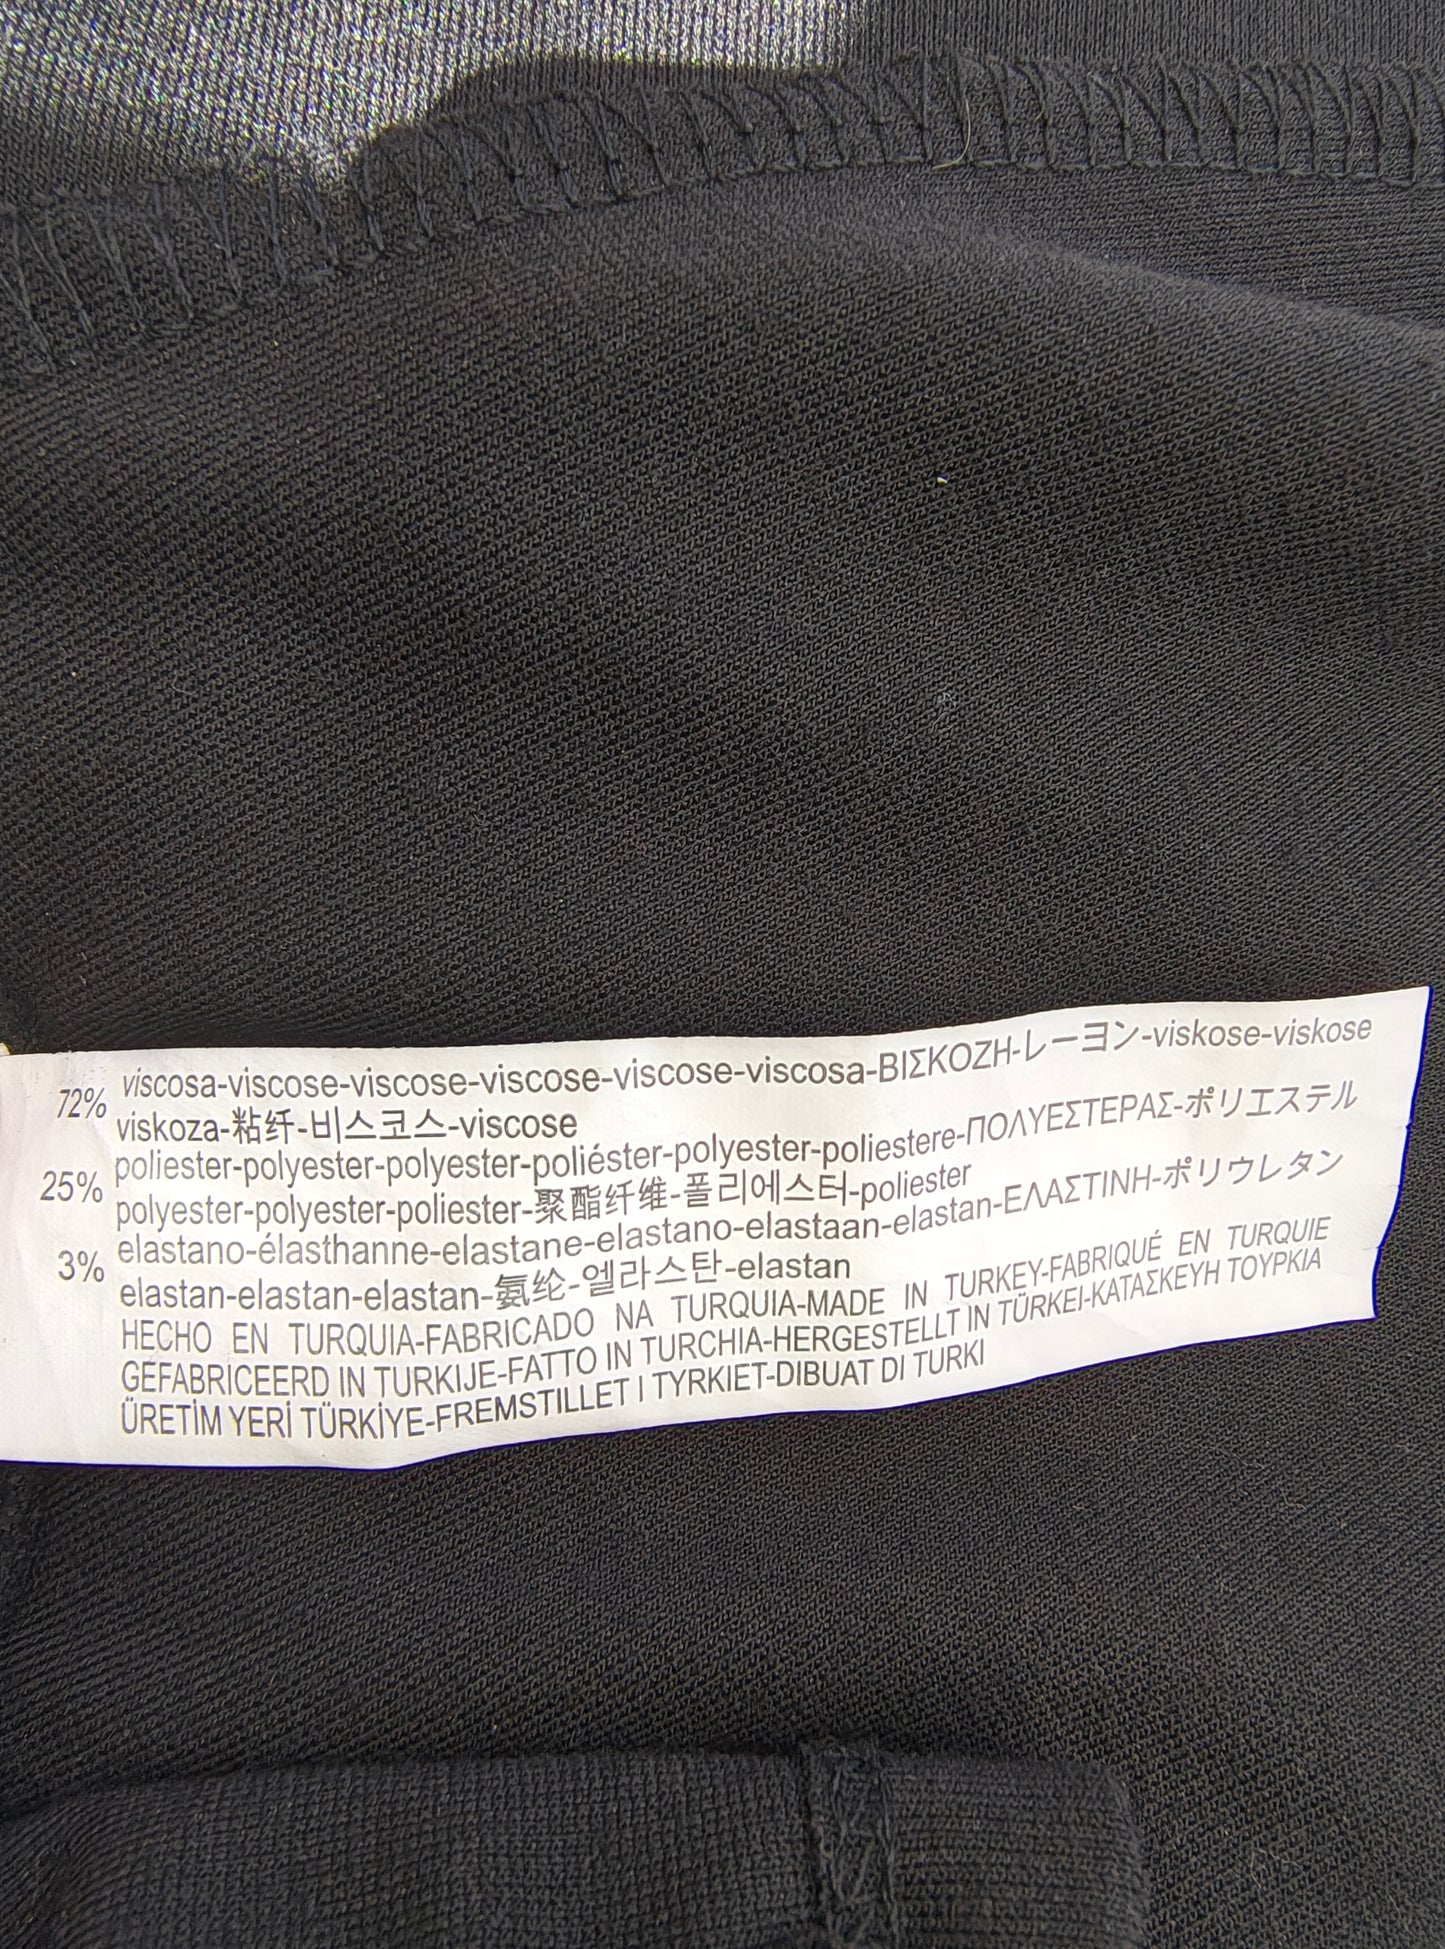 72% viscosa-viscose-viscose-viscose-viscose-viscosa-ΒΙΣΚΟΖΗ-レーヨン-viskose-viskose
viskoza-粘纤-비스코스-viscose
25% poliester-polyester-polyester-poliéster-polyester-poliestere-ΠΟΛΥΕΣΤΕΡΑΣ-ポリエステル
polyester-polyester-poliester-聚酯纤维-폴리에스터-poliester
3% elastano-élasthanne-elastane-elastano-elastaan-elastan-ΕΛΑΣΤΙΝΗ-ポリウレタン
elastan-elastan-elastan-氨纶-엘라스탄-elastan
HECHO EN TURQUIA-FABRICADO NA TURQUIA-MADE IN TURKEY-FABRIQUÉ EN TURQUIE
GEFABRICEERD IN TURKIJE-FATTO IN TURCHIA-HERGESTELLT IN TÜRKEI-ΚΑΤΑΣΚΕΥΗ ΤΟΥΡΚΙΑ
ÜRETİM YERİ TÜRKİYE-FREMSTILLET I TYRKIET-DIBUAT DI TURKI